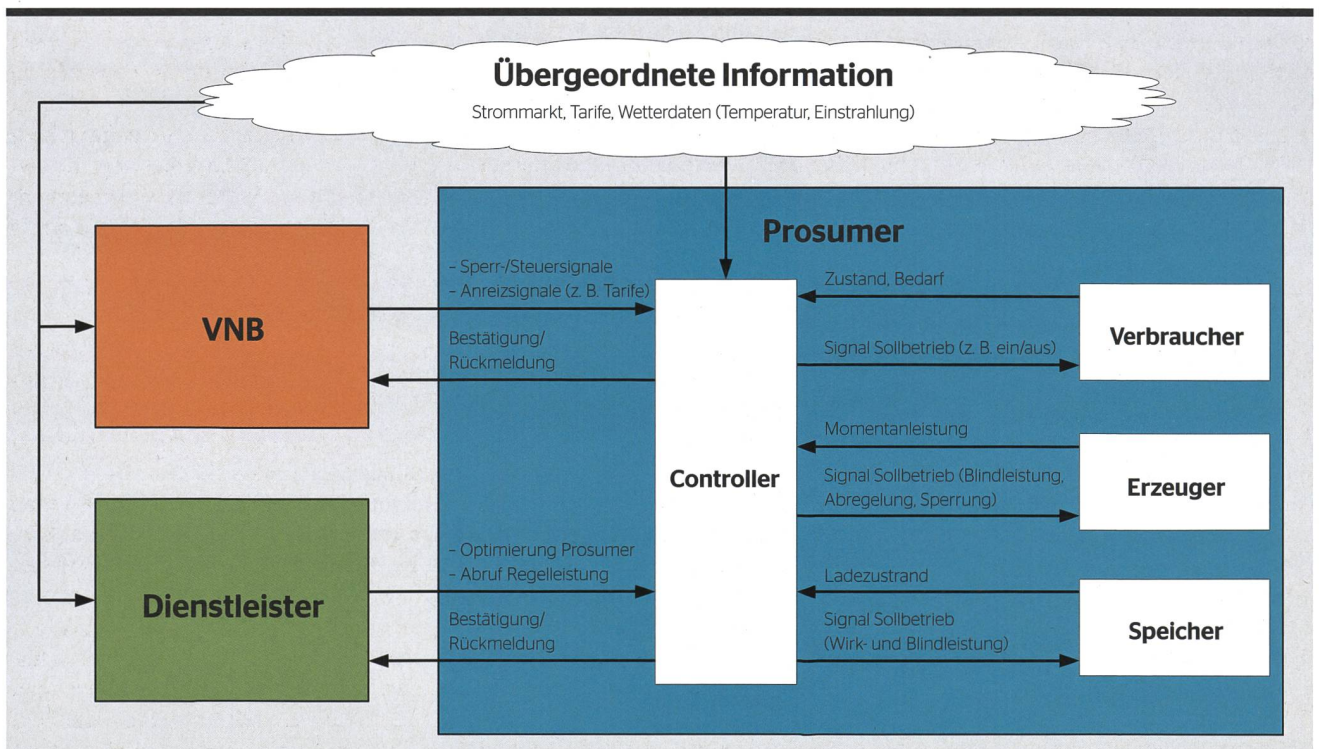 Übergeordnete Information
Strommarkt, Tarife, Wetterdaten (Temperatur, Einstrahlung)
Prosumer
VNB
– Sperr-/Steuersignale
– Anreizsignale (z. B. Tarife)
Bestätigung/
Rückmeldung
Dienstleister
– Optimierung Prosumer
– Abruf Regelleistung
Bestätigung/
Rückmeldung
Controller
Zustand, Bedarf
Signal Sollbetrieb (z. B. ein/aus)
Verbraucher
Momentanleistung
Signal Sollbetrieb (Blindleistung,
Abregelung, Sperrung)
Erzeuger
Ladezustrand
Signal Sollbetrieb
(Wirk- und Blindleistung)
Speicher